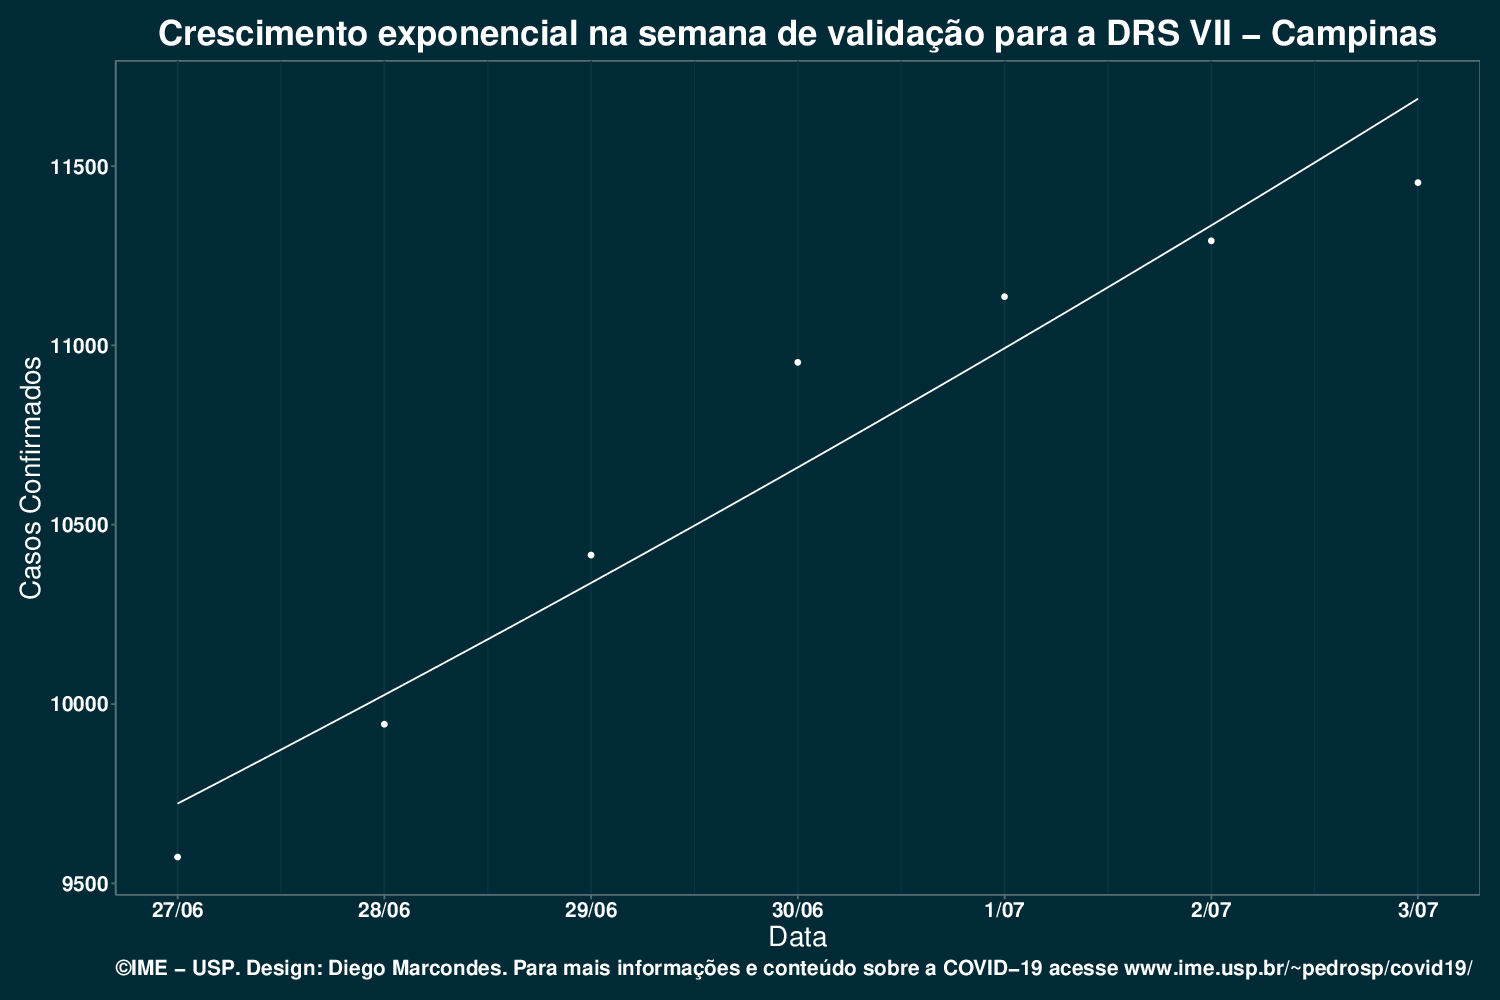 Crescimento exponencial na semana de validação para a DRS VII – Campinas
Casos Confirmados
11500
11000
10500
10000
9500
27/06 28/06 29/06 30/06 1/07 2/07 3/07
Data
©IME – USP. Design: Diego Marcondes. Para mais informações e conteúdo sobre a COVID–19 acesse www.ime.usp.br/~pedrosp/covid19/